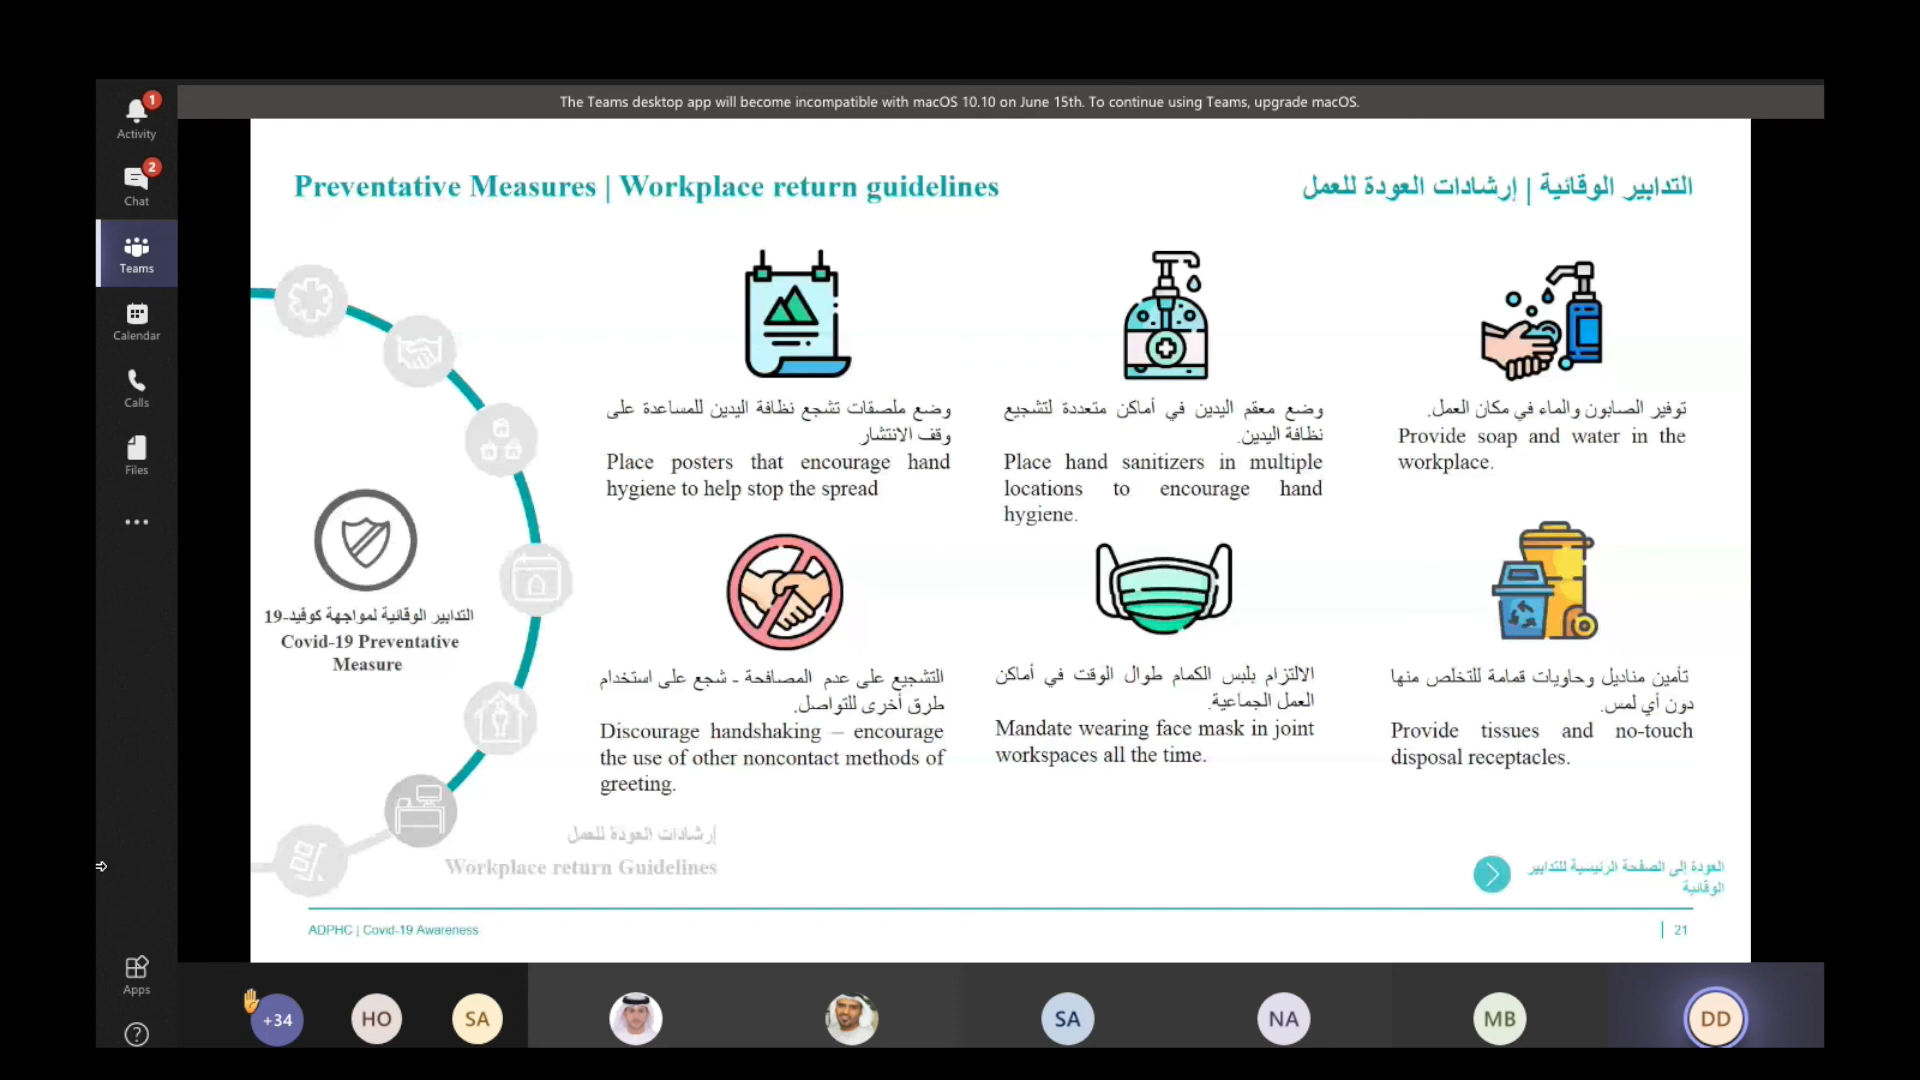 The Teams desktop app will become incompatible with macOS 10.10 on June 15th. To continue using Teams, upgrade macOS.
1
Activity
2
Chat
Teams
Calendar
Calls
Files
Apps
Preventative Measures | Workplace return guidelines
التدابير الوقائية | إرشادات العودة للعمل
وضع ملصقات تشجع نظافة اليدين للمساعدة على
وقف الانتشار
Place posters that encourage hand
hygiene to help stop the spread
وضع معقم اليدين في أماكن متعددة لتشجيع
نظافة اليدين.
Place hand sanitizers in multiple
locations to encourage hand
hygiene.
توفير الصابون والماء في مكان العمل.
Provide soap and water in the
workplace.
التدابير الوقائية لمواجهة كوفيد-19
Covid-19 Preventative
Measure
التشجيع على عدم المصافحة - شجع على استخدام
طرق أخرى للتواصل.
Discourage handshaking – encourage
the use of other noncontact methods of
greeting.
الالتزام بلبس الكمام طوال الوقت في أماكن
العمل الجماعية.
Mandate wearing face mask in joint
workspaces all the time.
تأمين مناديل وحاويات قمامة للتخلص منها
دون أي لمس.
Provide tissues and no-touch
disposal receptacles.
إرشادات العودة للعمل
Workplace return Guidelines
العودة إلى الصفحة الرئيسية للتدابير
الوقائية
ADPHC | Covid-19 Awareness
| 21
+34
HO
SA
SA
NA
MB
DD